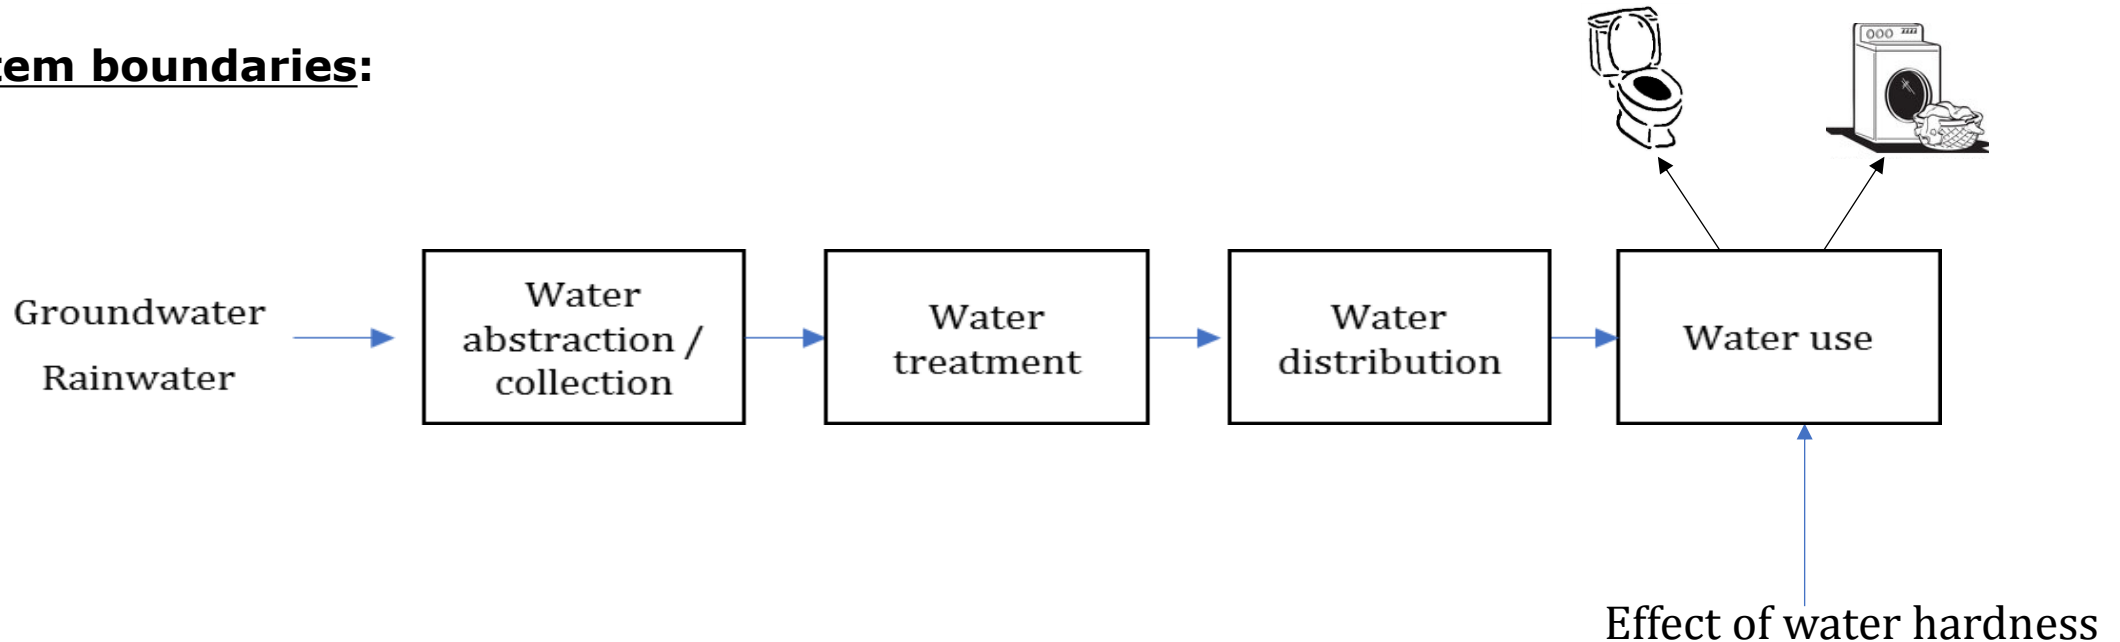 tem boundaries:
Groundwater
Rainwater
Water
abstraction /
collection
Water
treatment
Water
distribution
Water use
Effect of water hardness